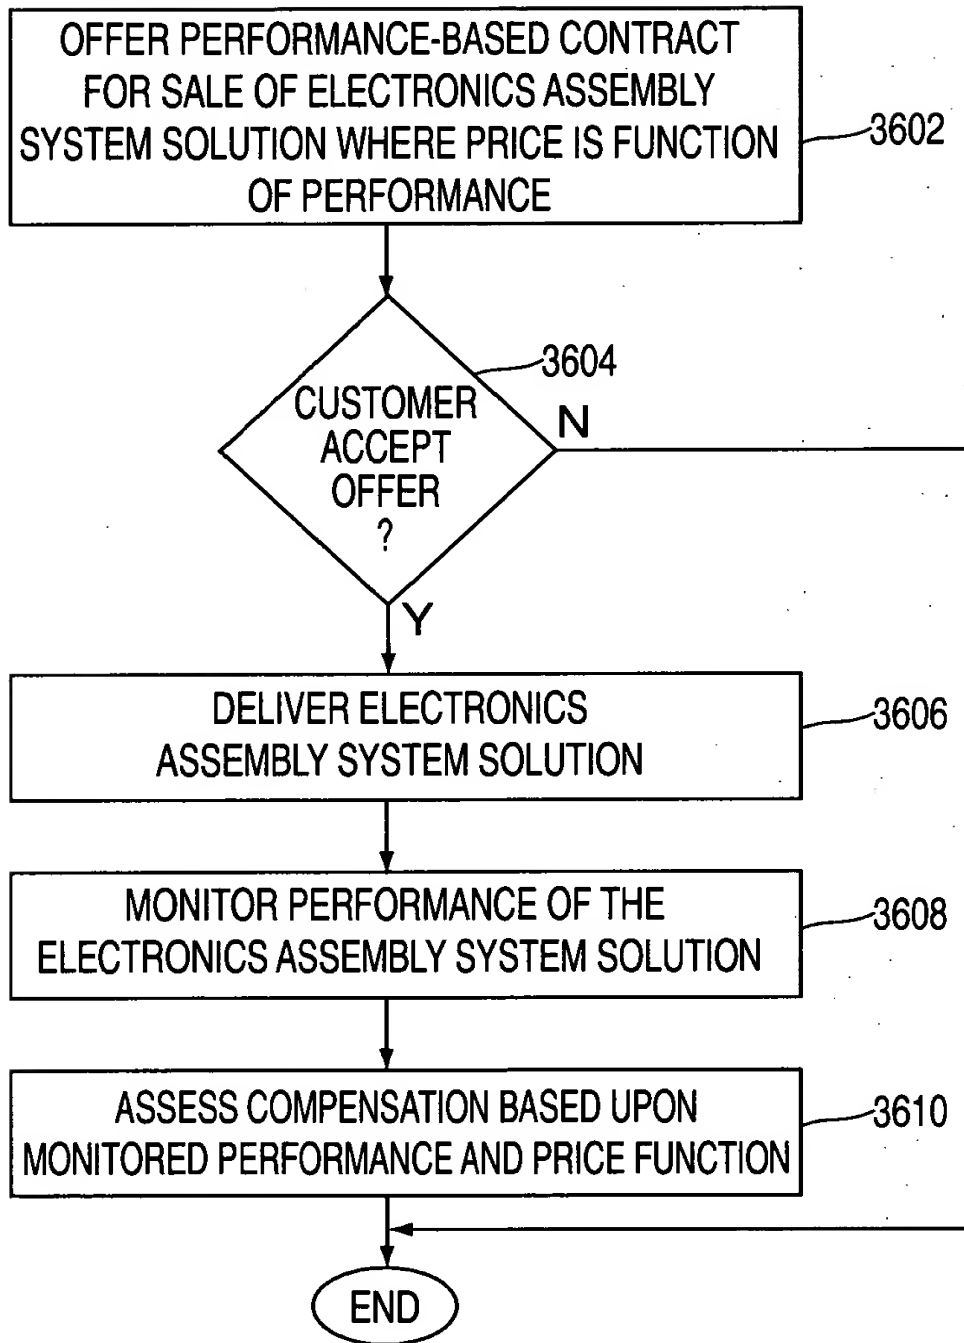 OFFER PERFORMANCE-BASED CONTRACT
FOR SALE OF ELECTRONICS ASSEMBLY
SYSTEM SOLUTION WHERE PRICE IS FUNCTION
OF PERFORMANCE
3602
3604
CUSTOMER
ACCEPT
OFFER
?
N
Y
DELIVER ELECTRONICS
ASSEMBLY SYSTEM SOLUTION
3606
MONITOR PERFORMANCE OF THE
ELECTRONICS ASSEMBLY SYSTEM SOLUTION
3608
ASSESS COMPENSATION BASED UPON
MONITORED PERFORMANCE AND PRICE FUNCTION
3610
END